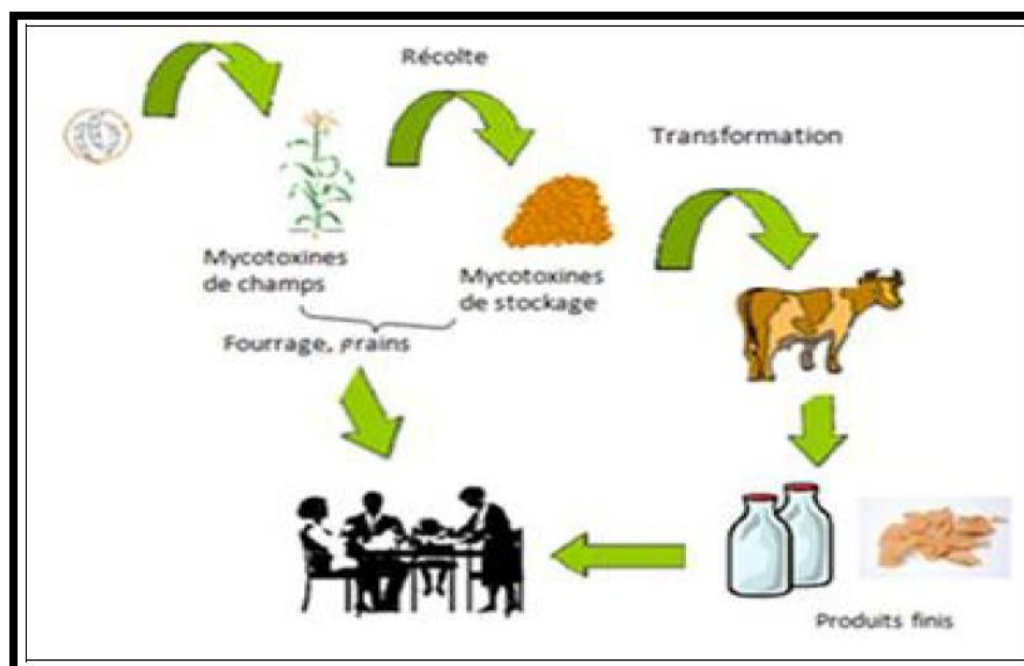 Récolte
Transformation
Mycotoxines
de champs
Mycotoxines
de stockage
Fourrage, grains
Produits finis